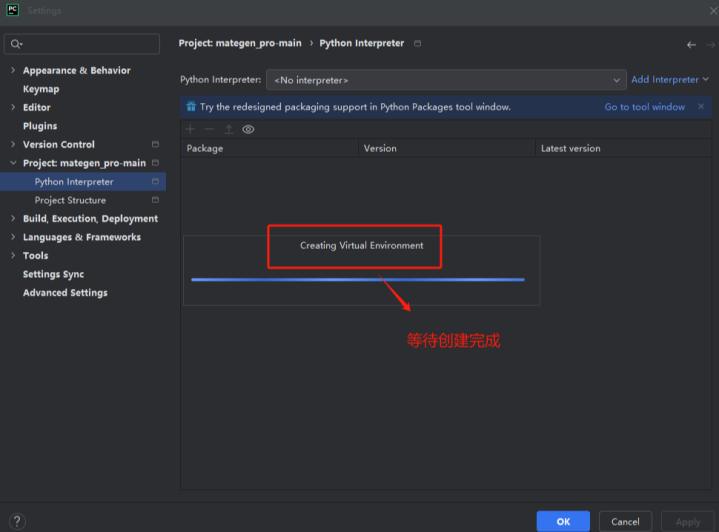 PC
Settings
Project: mategen_pro-main > Python Interpreter
Appearance & Behavior
Keymap
Editor
Plugins
Version Control
Project: mategen_pro-main
Python Interpreter
Project Structure
Build, Execution, Deployment
Languages & Frameworks
Tools
Settings Sync
Advanced Settings
Python Interpreter: <No interpreter> Add Interpreter
Try the redesigned packaging support in Python Packages tool window. Go to tool window
Package Version Latest version
Creating Virtual Environment
等待创建完成
?
OK Cancel Apply